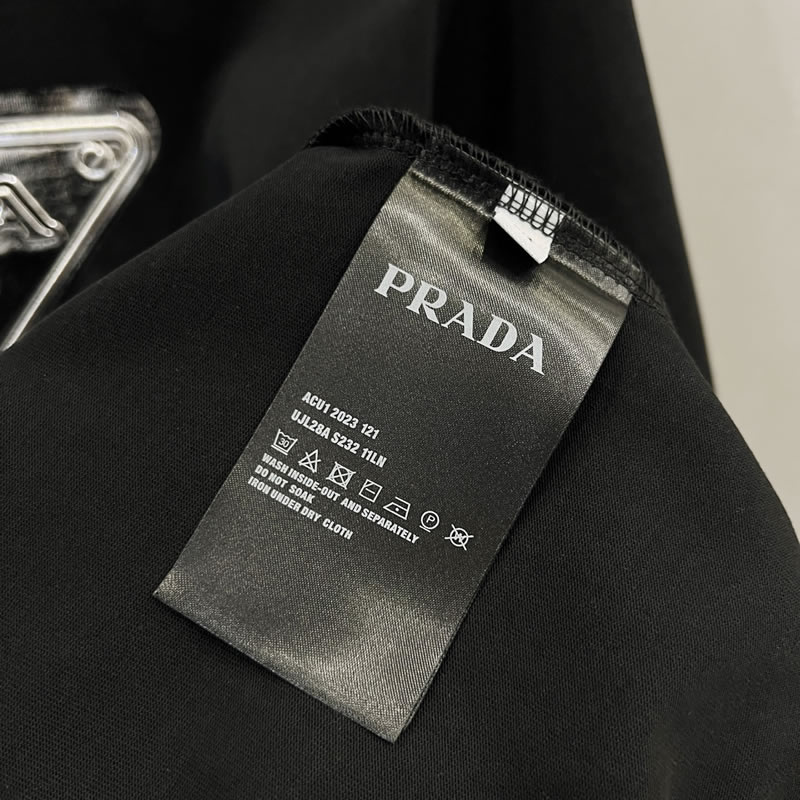 PRADA
ACU1 2023 121
UJL28A S232 11LN
30
P
W
WASH INSIDE-OUT AND SEPARATELY
DO NOT SOAK
IRON UNDER DRY CLOTH